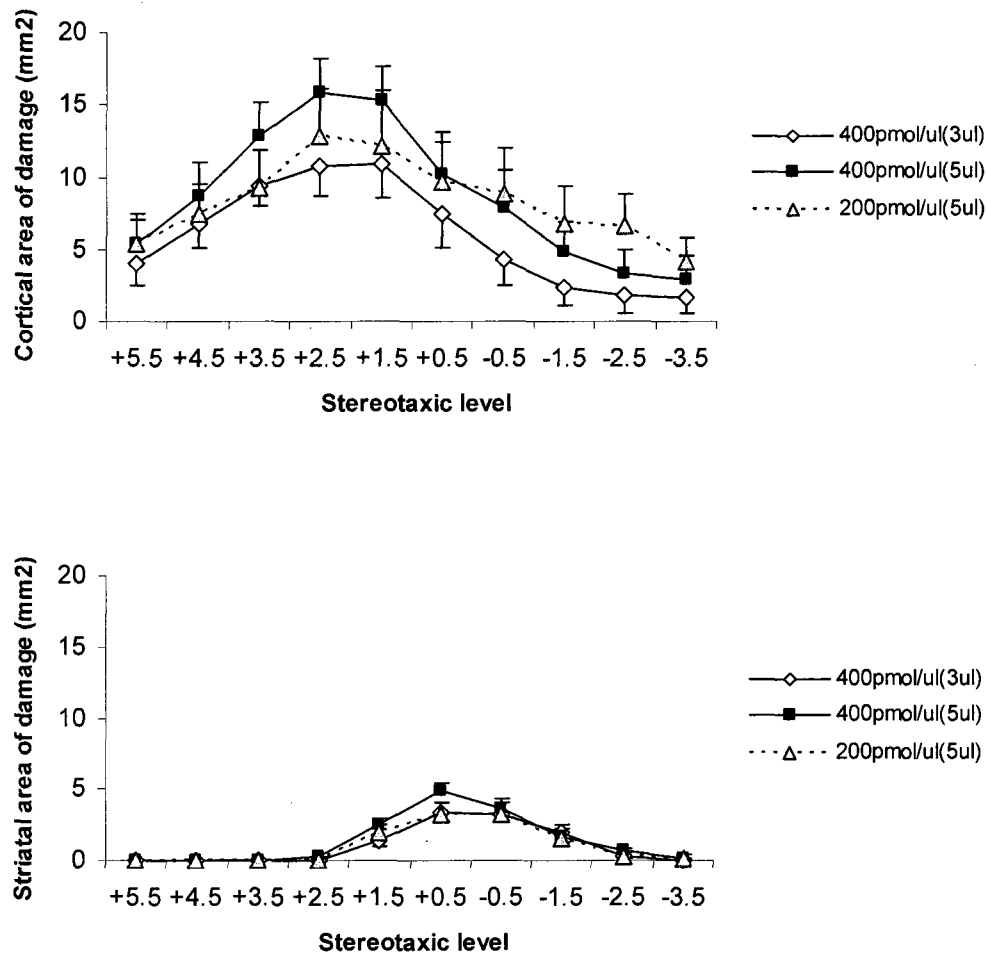 20
15
10
5
0
Cortical area of damage (mm2)
+5.5 +4.5 +3.5 +2.5 +1.5 +0.5 -0.5 -1.5 -2.5 -3.5
Stereotaxic level
400pmol/ul(3ul)
400pmol/ul(5ul)
200pmol/ul(5ul)
20
15
10
5
0
Striatal area of damage (mm2)
+5.5 +4.5 +3.5 +2.5 +1.5 +0.5 -0.5 -1.5 -2.5 -3.5
Stereotaxic level
400pmol/ul(3ul)
400pmol/ul(5ul)
200pmol/ul(5ul)